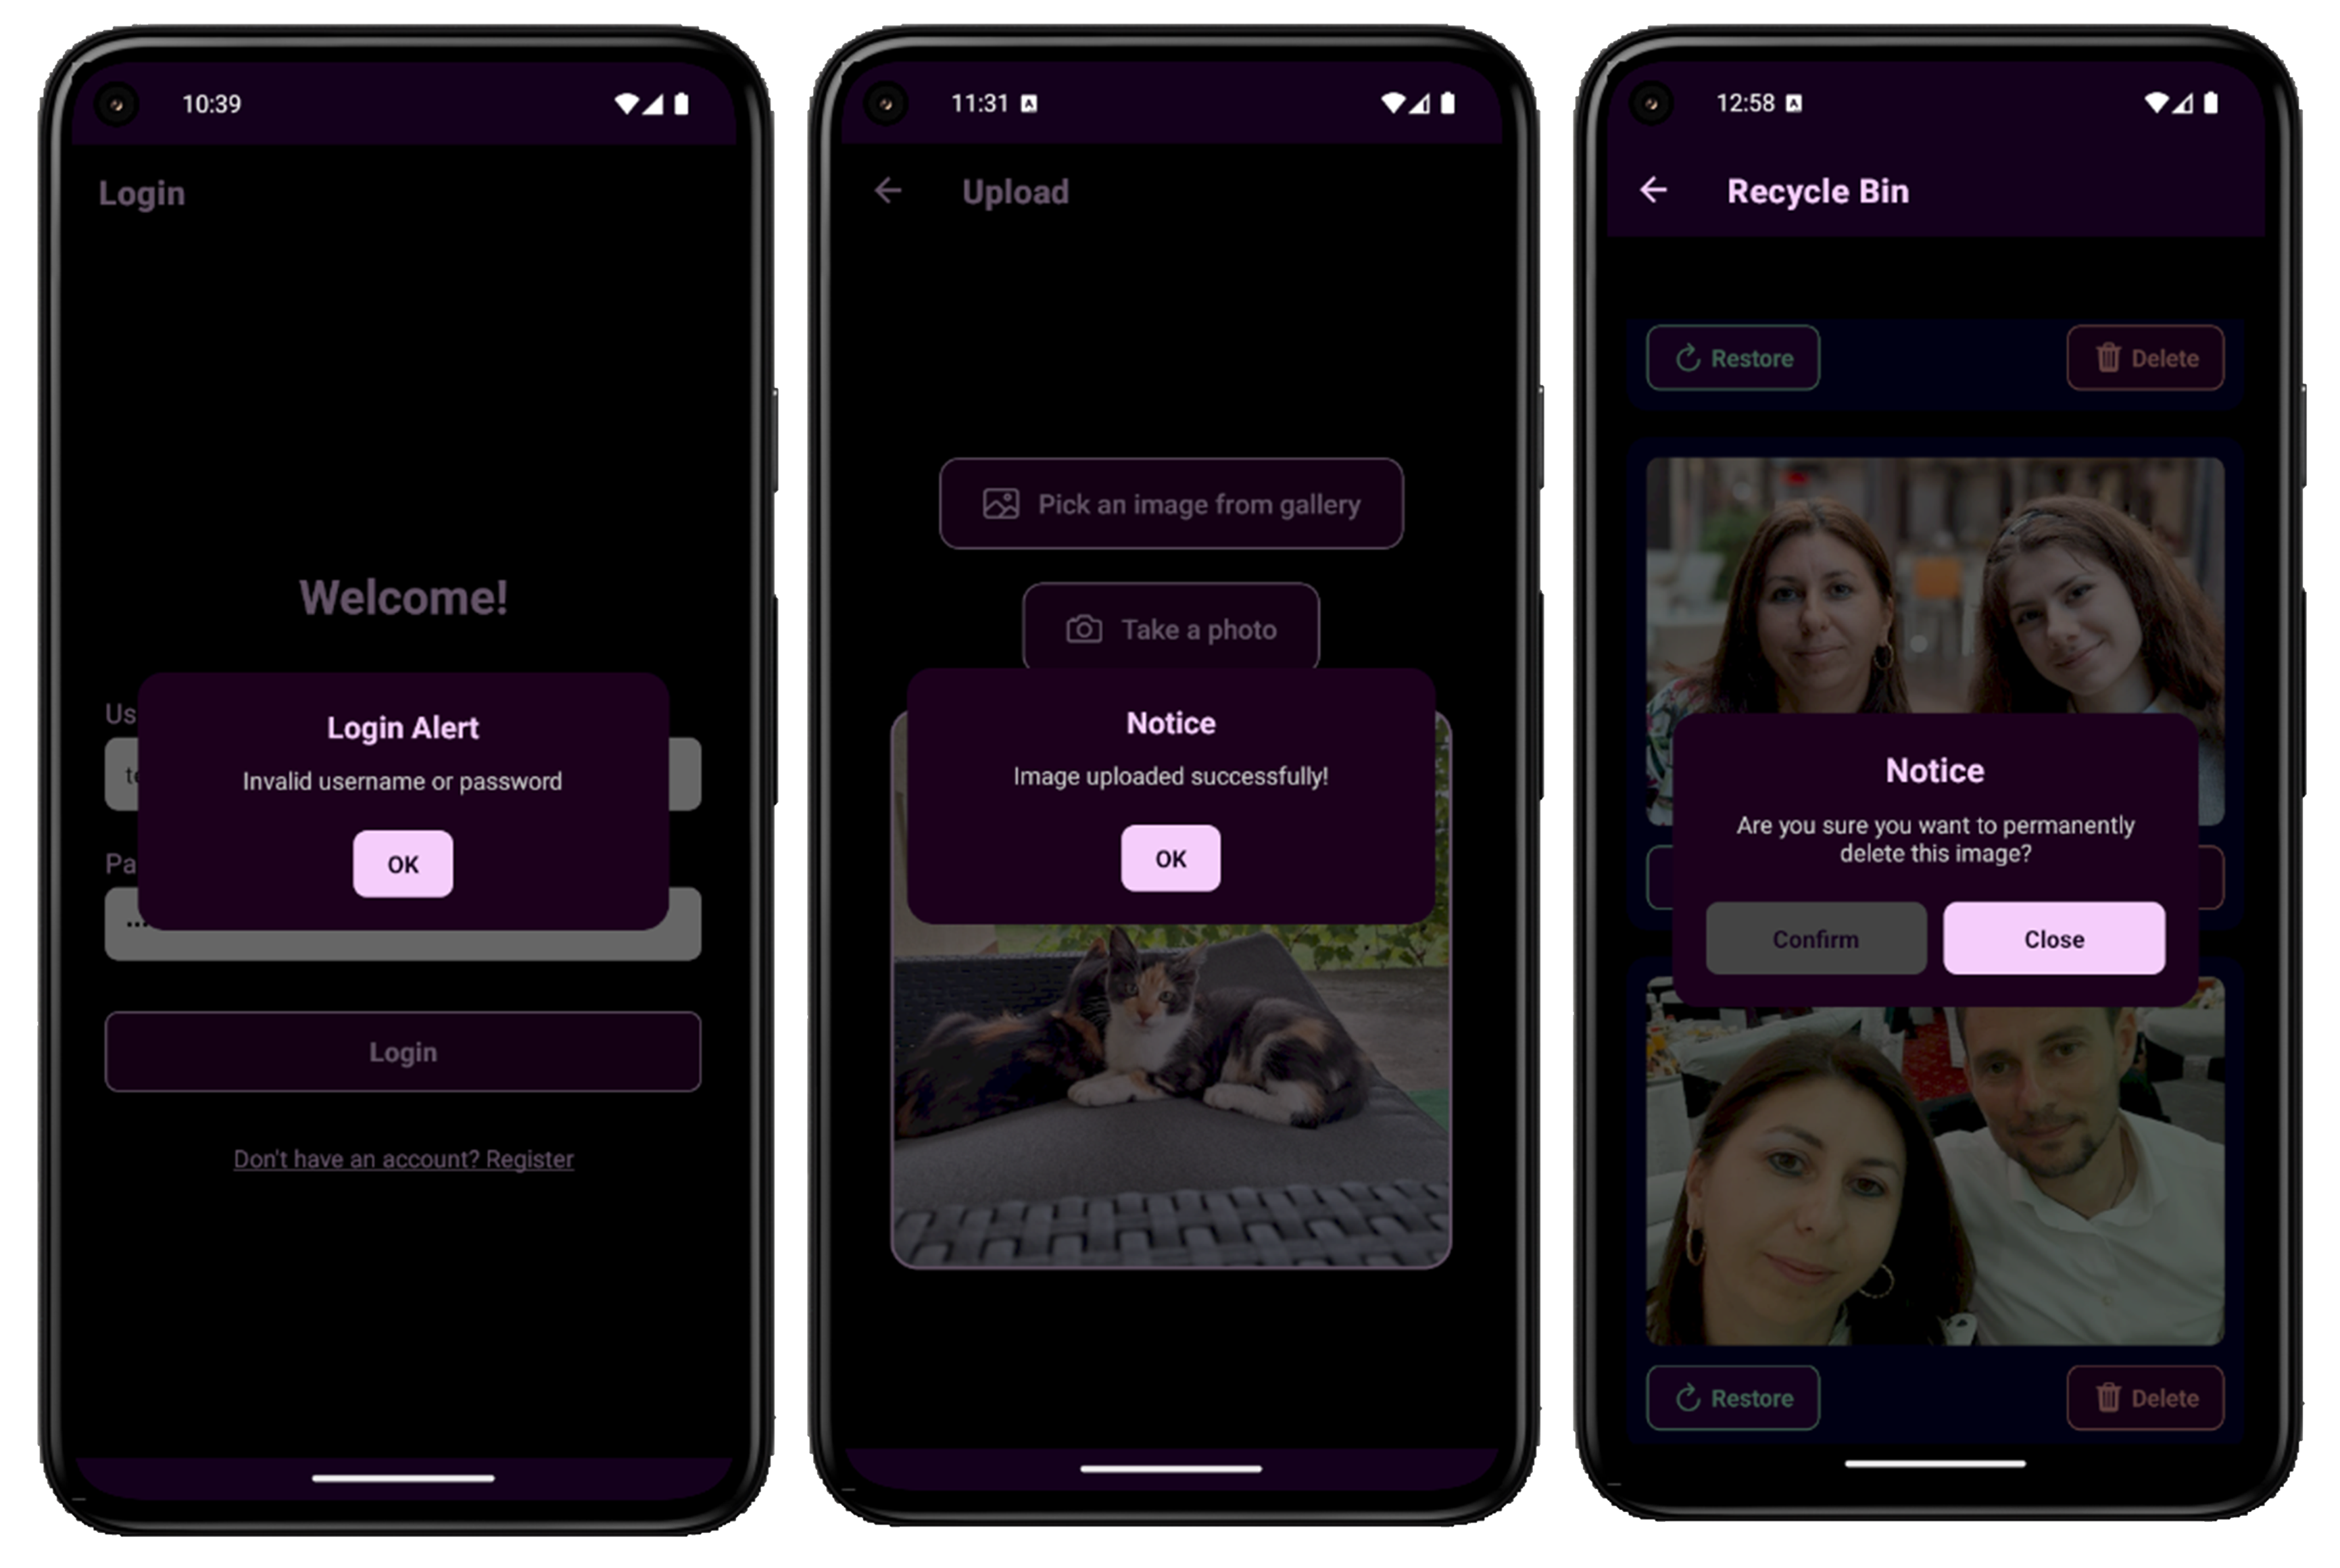 10:39
Login
Welcome!
Us
Login Alert
Invalid username or password
OK
Pa
Login
Don't have an account? Register
11:31 A
Upload
Pick an image from gallery
Take a photo
Notice
Image uploaded successfully!
OK
12:58 A
Recycle Bin
Restore Delete
Notice
Are you sure you want to permanently
delete this image?
Confirm Close
Restore Delete